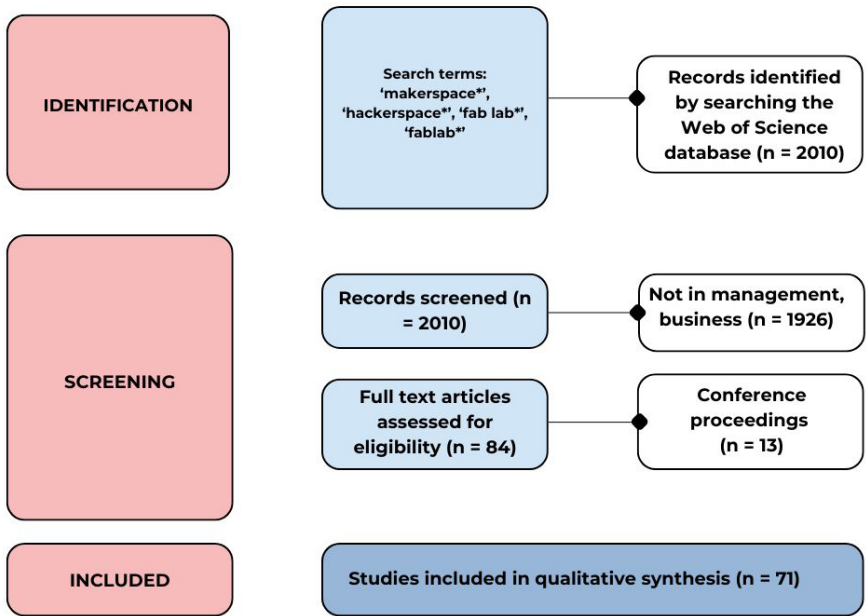 IDENTIFICATION
Search terms:
‘makerspace*’,
‘hackerspace*’, ‘fab lab*’,
‘fablab*’
Records identified
by searching the
Web of Science
database (n = 2010)
SCREENING
Records screened (n
= 2010)
Not in management,
business (n = 1926)
Full text articles
assessed for
eligibility (n = 84)
Conference
proceedings
(n = 13)
INCLUDED
Studies included in qualitative synthesis (n = 71)